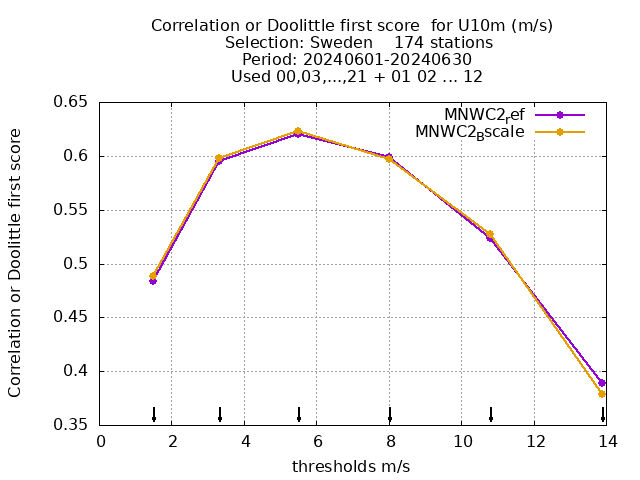 Correlation or Doolittle first score  for U10m (m/s)
Selection: Sweden    174 stations
Period: 20240601-20240630
Used 00,03,...,21 + 01 02 ... 12
MNWC2ref
MNWC2Bscale
0.65
0.6
0.55
0.5
0.45
0.4
0.35
0 2 4 6 8 10 12 14
Correlation or Doolittle first score
thresholds m/s